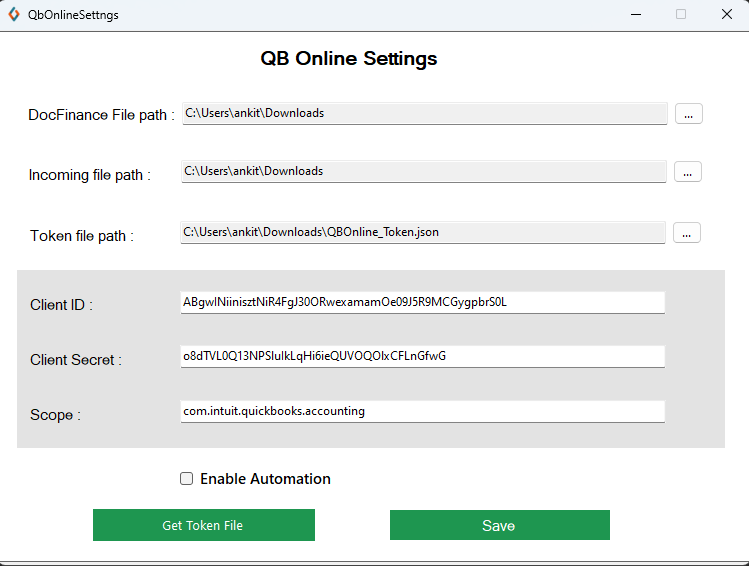 QbOnlineSettngs
QB Online Settings
DocFinance File path : C:\Users\ankit\Downloads ...
Incoming file path : C:\Users\ankit\Downloads ...
Token file path : C:\Users\ankit\Downloads\QBOnline_Token.json ...
Client ID : ABgwlNiinisztNiR4FgJ30ORwexamamOe09J5R9MCGygpbrS0L
Client Secret : o8dTVL0Q13NPSluIkLqHi6ieQUVOQOlxCFLnGfwG
Scope : com.intuit.quickbooks.accounting
Enable Automation
Get Token File Save